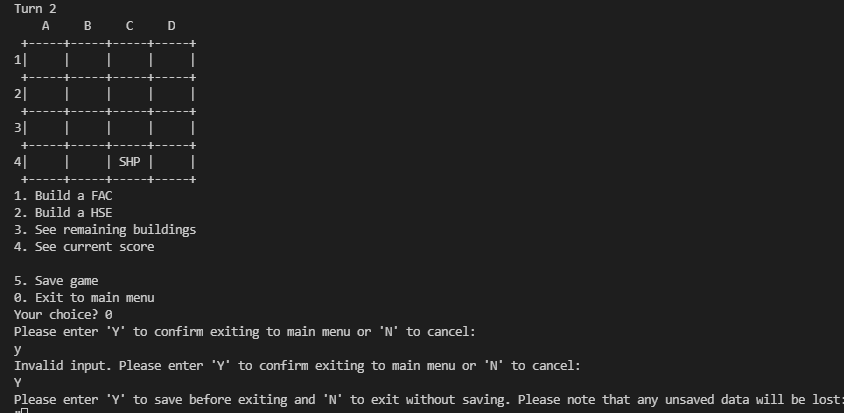 Turn 2
    A     B     C     D
 +-----+-----+-----+-----+
1|     |     |     |     |
 +-----+-----+-----+-----+
2|     |     |     |     |
 +-----+-----+-----+-----+
3|     |     |     |     |
 +-----+-----+-----+-----+
4|     |     | SHP |     |
 +-----+-----+-----+-----+
1. Build a FAC
2. Build a HSE
3. See remaining buildings
4. See current score

5. Save game
0. Exit to main menu
Your choice? 0
Please enter 'Y' to confirm exiting to main menu or 'N' to cancel:
y
Invalid input. Please enter 'Y' to confirm exiting to main menu or 'N' to cancel:
Y
Please enter 'Y' to save before exiting and 'N' to exit without saving. Please note that any unsaved data will be lost: